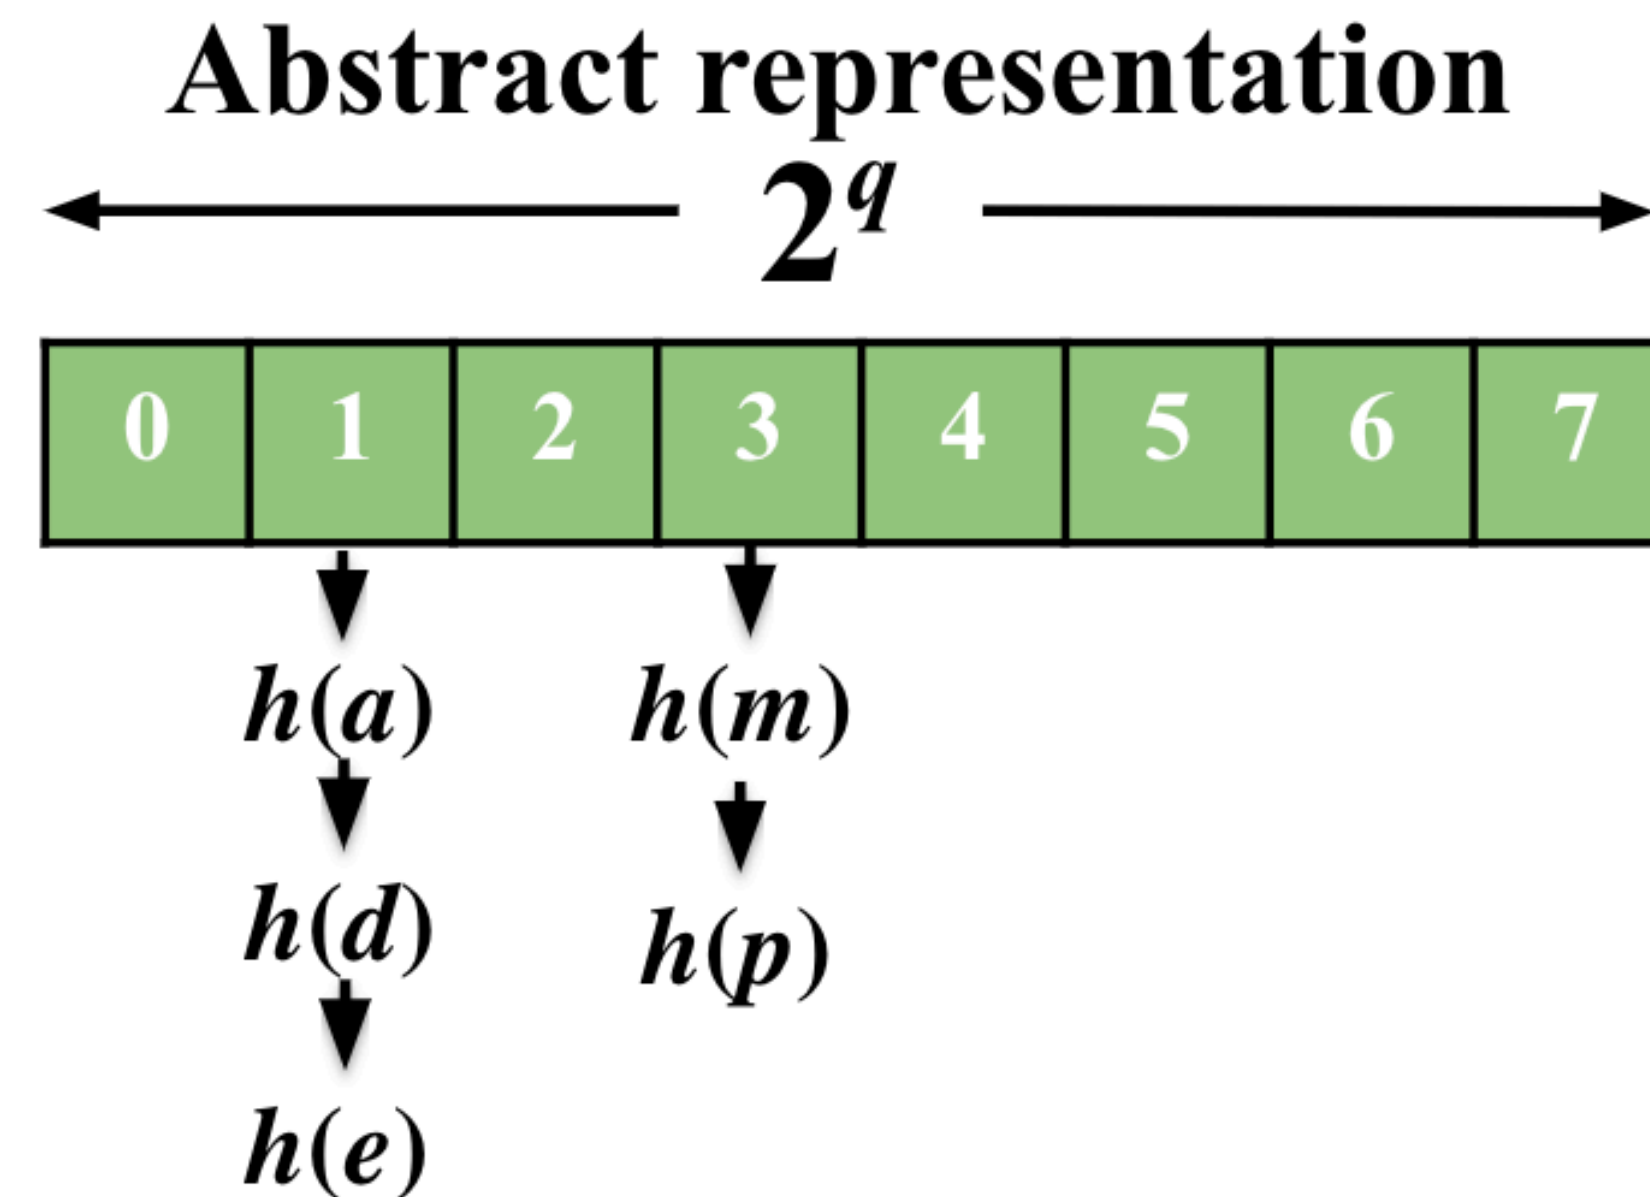 Abstract representation
2^q
0 1 2 3 4 5 6 7
h(a) h(m)
h(d) h(p)
h(e)